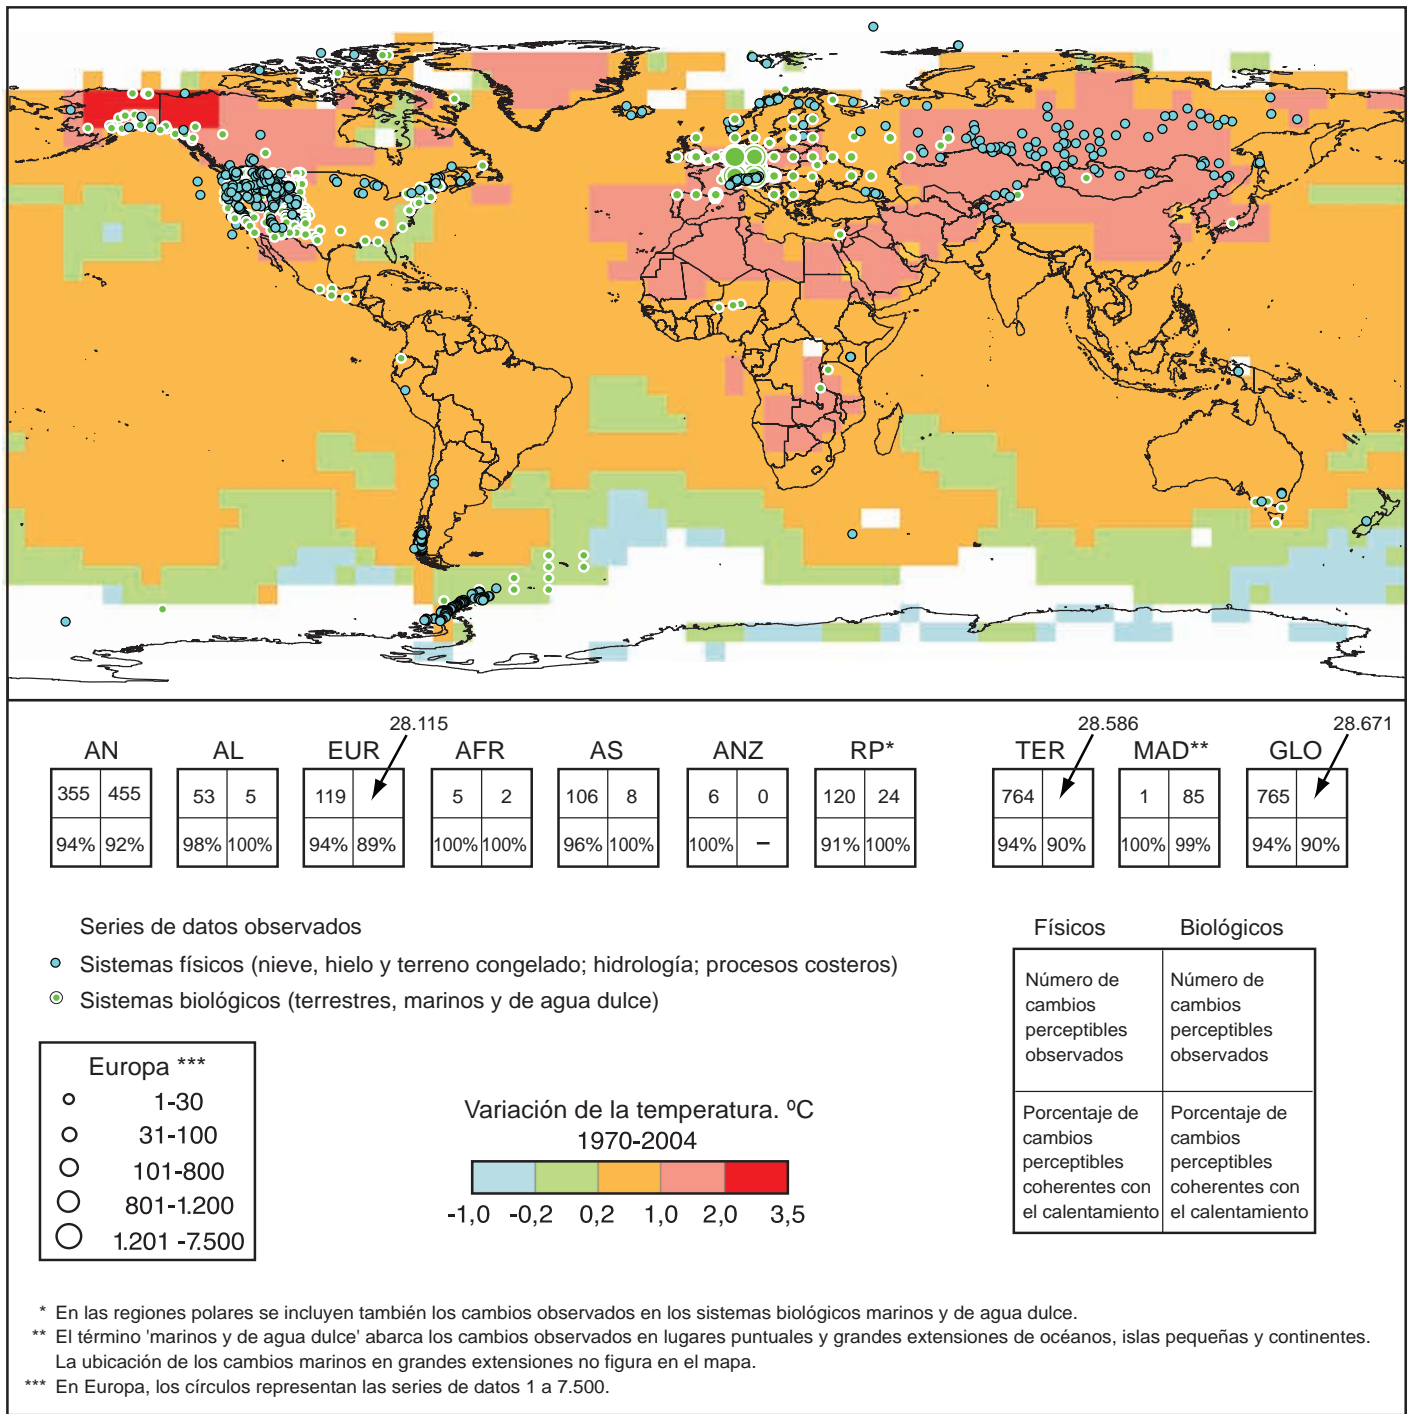 28.115
28.586
28.671
AN AL EUR AFR AS ANZ RP* TER MAD** GLO
355 455 53 5 119 5 2 106 8 6 0 120 24 764 1 85 765
94% 92% 98% 100% 94% 89% 100% 100% 96% 100% 100% – 91% 100% 94% 90% 100% 99% 94% 90%
Series de datos observados
Sistemas físicos (nieve, hielo y terreno congelado; hidrología; procesos costeros)
Sistemas biológicos (terrestres, marinos y de agua dulce)
Europa ***
1-30
31-100
101-800
801-1.200
1.201 -7.500
Variación de la temperatura. ºC
1970-2004
-1,0 -0,2 0,2 1,0 2,0 3,5
Físicos Biológicos
Número de
cambios
perceptibles
observados
Número de
cambios
perceptibles
observados
Porcentaje de
cambios
perceptibles
coherentes con
el calentamiento
Porcentaje de
cambios
perceptibles
coherentes con
el calentamiento
* En las regiones polares se incluyen también los cambios observados en los sistemas biológicos marinos y de agua dulce.
** El término 'marinos y de agua dulce' abarca los cambios observados en lugares puntuales y grandes extensiones de océanos, islas pequeñas y continentes.
La ubicación de los cambios marinos en grandes extensiones no figura en el mapa.
*** En Europa, los círculos representan las series de datos 1 a 7.500.